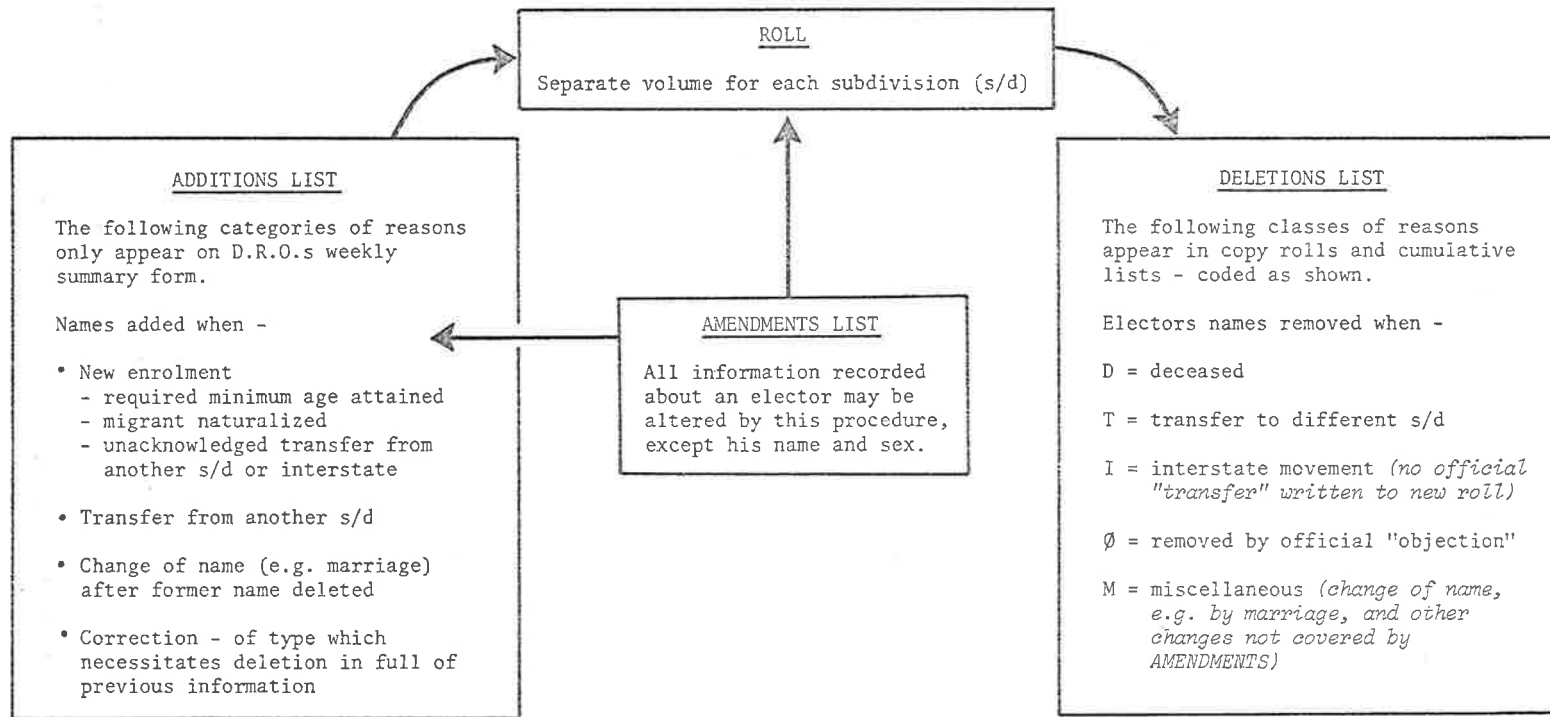 ROLL
Separate volume for each subdivision (s/d)
ADDITIONS LIST
The following categories of reasons
only appear on D.R.O.s weekly
summary form.
Names added when -
• New enrolment
- required minimum age attained
- migrant naturalized
- unacknowledged transfer from
another s/d or interstate
• Transfer from another s/d
• Change of name (e.g. marriage)
after former name deleted
• Correction - of type which
necessitates deletion in full of
previous information
AMENDMENTS LIST
All information recorded
about an elector may be
altered by this procedure,
except his name and sex.
DELETIONS LIST
The following classes of reasons
appear in copy rolls and cumulative
lists - coded as shown.
Electors names removed when -
D = deceased
T = transfer to different s/d
I = interstate movement (no official
"transfer" written to new roll)
Ø = removed by official "objection"
M = miscellaneous (change of name,
e.g. by marriage, and other
changes not covered by
AMENDMENTS)